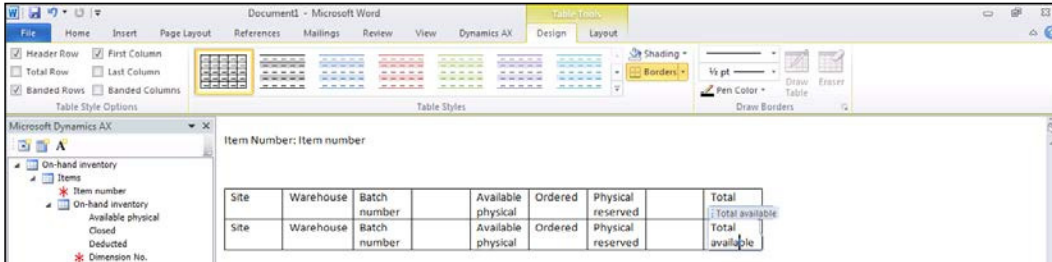 Document1 - Microsoft Word
Table Tools
File Home Insert Page Layout References Mailings Review View Dynamics AX Design Layout
Header Row First Column
Total Row Last Column
Banded Rows Banded Columns
Table Style Options
Table Styles
Shading
Borders
½ pt
Pen Color
Draw Table
Eraser
Draw Borders
Microsoft Dynamics AX
On-hand inventory
Items
Item number
On-hand inventory
Available physical
Closed
Deducted
Dimension No.
Item Number: Item number
Site Warehouse Batch number Available physical Ordered Physical reserved Total
Total available
Site Warehouse Batch number Available physical Ordered Physical reserved Total available